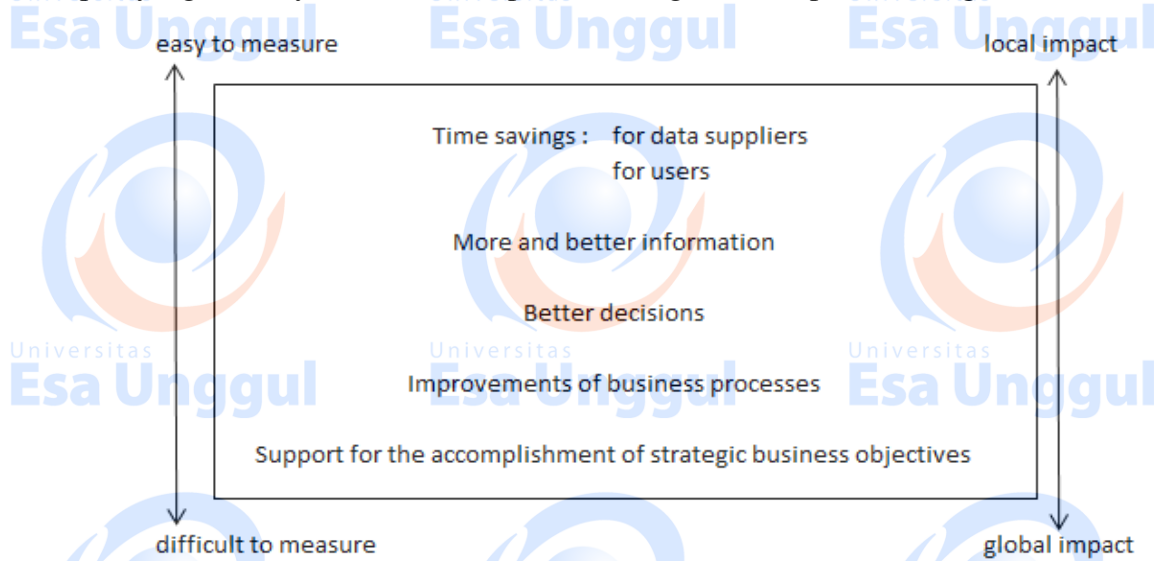 Esa Unggul Esa Unggul Esa Unggul
easy to measure local impact
Time savings : for data suppliers
for users
More and better information
Better decisions
Universitas Universitas Universitas
Esa Unggul Esa Unggul Esa Unggul
Improvements of business processes
Support for the accomplishment of strategic business objectives
difficult to measure global impact